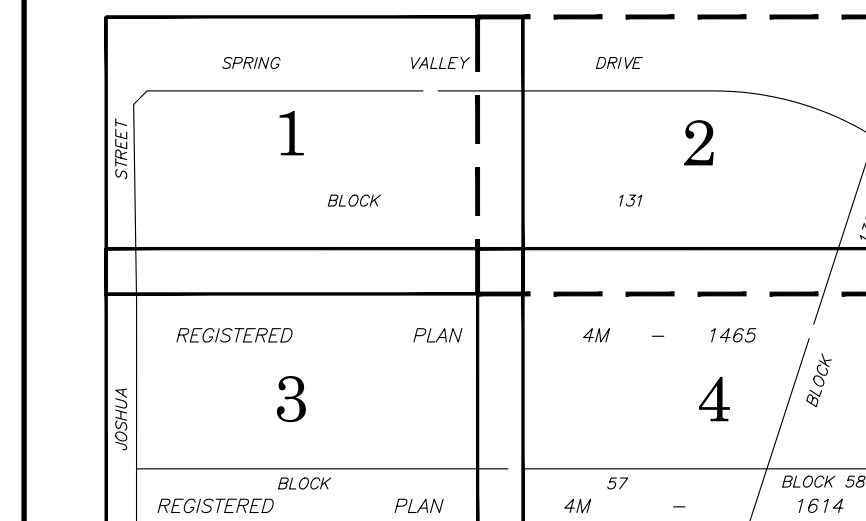 SPRING VALLEY DRIVE
STREET
1
2
BLOCK 131
REGISTERED PLAN 4M - 1465
BLOCK
JOSHUA
3
4
BLOCK 57
BLOCK 58
REGISTERED PLAN 4M - 1614